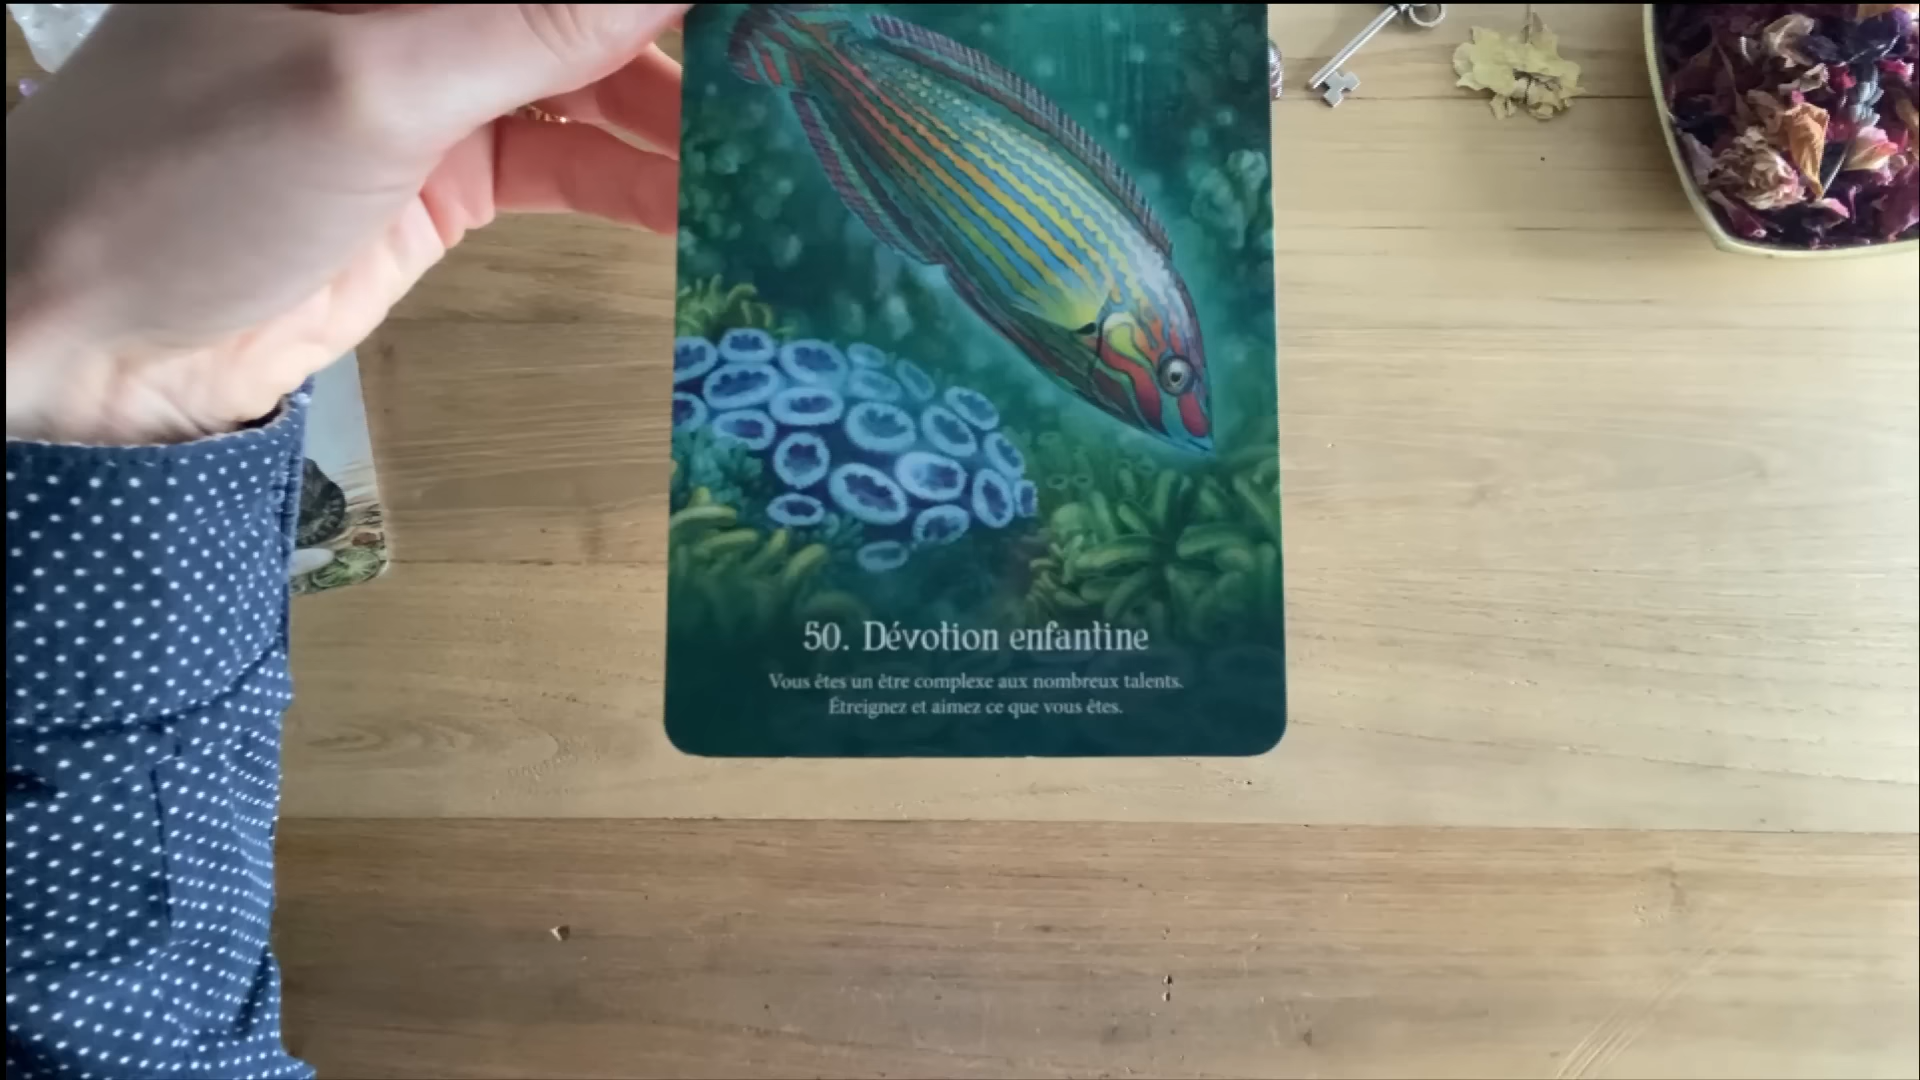 50. Dévotion enfantine
Vous êtes un être complexe aux nombreux talents.
Étreignez et aimez ce que vous êtes.